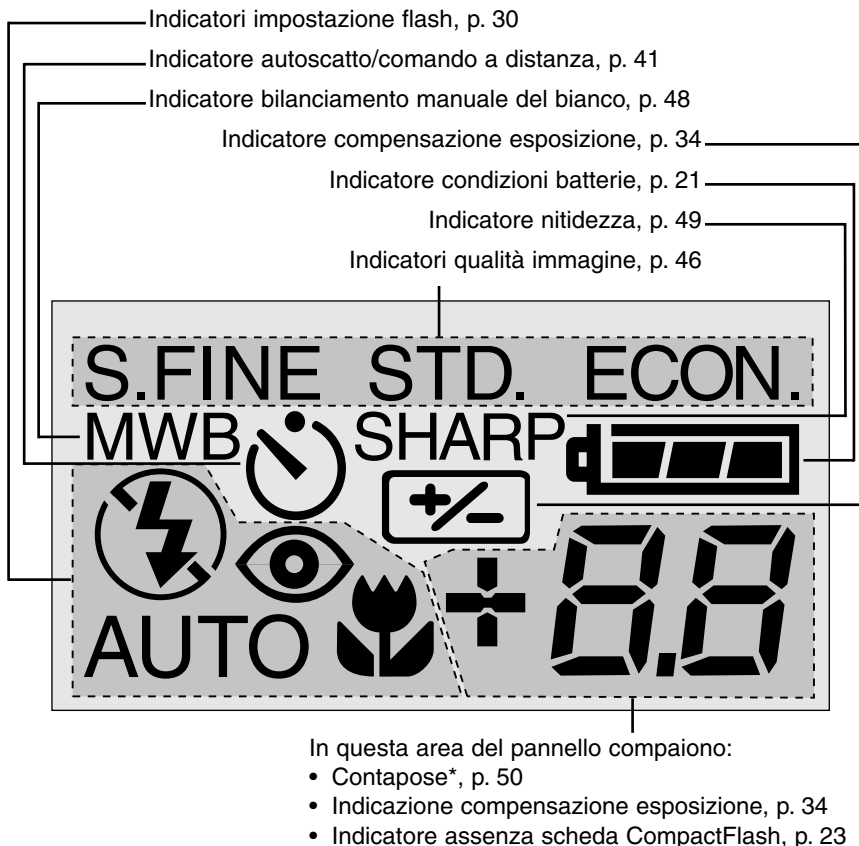 Indicatori impostazione flash, p. 30
Indicatore autoscatto/comando a distanza, p. 41
Indicatore bilanciamento manuale del bianco, p. 48
Indicatore compensazione esposizione, p. 34
Indicatore condizioni batterie, p. 21
Indicatore nitidezza, p. 49
Indicatori qualità immagine, p. 46
S.FINE STD. ECON.
MWB SHARP
AUTO
8.8
In questa area del pannello compaiono:
• Contapose*, p. 50
• Indicazione compensazione esposizione, p. 34
• Indicatore assenza scheda CompactFlash, p. 23